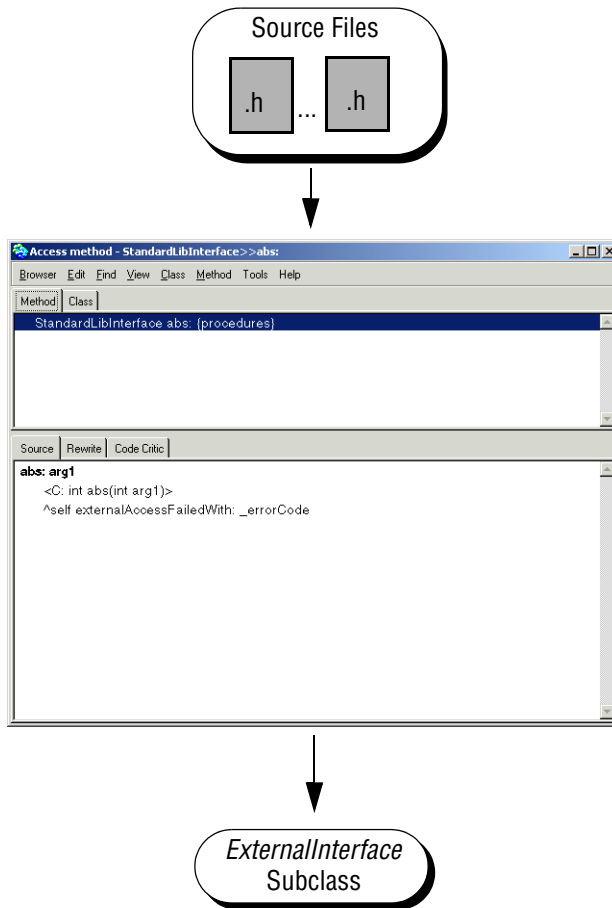 Source Files
.h ... .h
Access method - StandardLibInterface>>abs:
Browser Edit Find View Class Method Tools Help
Method Class
StandardLibInterface abs: {procedures}
Source Rewrite Code Critic
abs: arg1
<C: int abs(int arg1)>
^self externalAccessFailedWith: _errorCode
ExternalInterface
Subclass